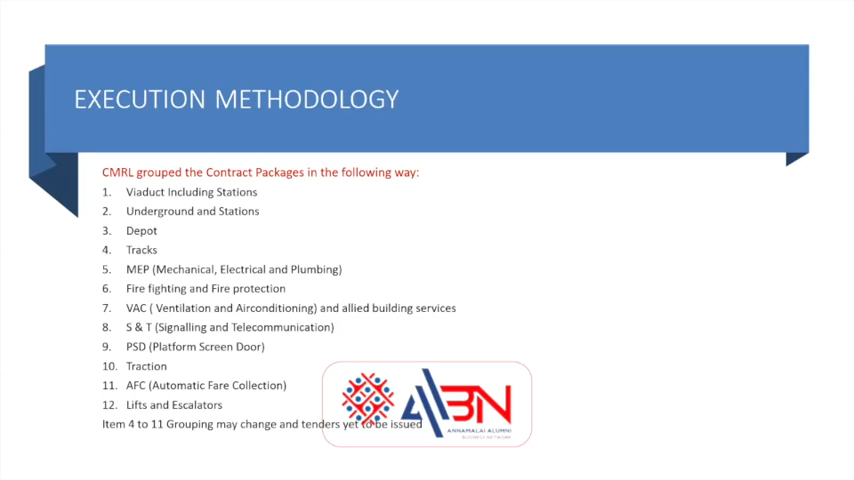 EXECUTION METHODOLOGY
CMRL grouped the Contract Packages in the following way:
1. Viaduct Including Stations
2. Underground and Stations
3. Depot
4. Tracks
5. MEP (Mechanical, Electrical and Plumbing)
6. Fire fighting and Fire protection
7. VAC ( Ventilation and Airconditioning) and allied building services
8. S & T (Signalling and Telecommunication)
9. PSD (Platform Screen Door)
10. Traction
11. AFC (Automatic Fare Collection)
12. Lifts and Escalators
Item 4 to 11 Grouping may change and tenders yet to be issued
ABN
ANNAMALAI ALUMNI
BUSINESS NETWORK